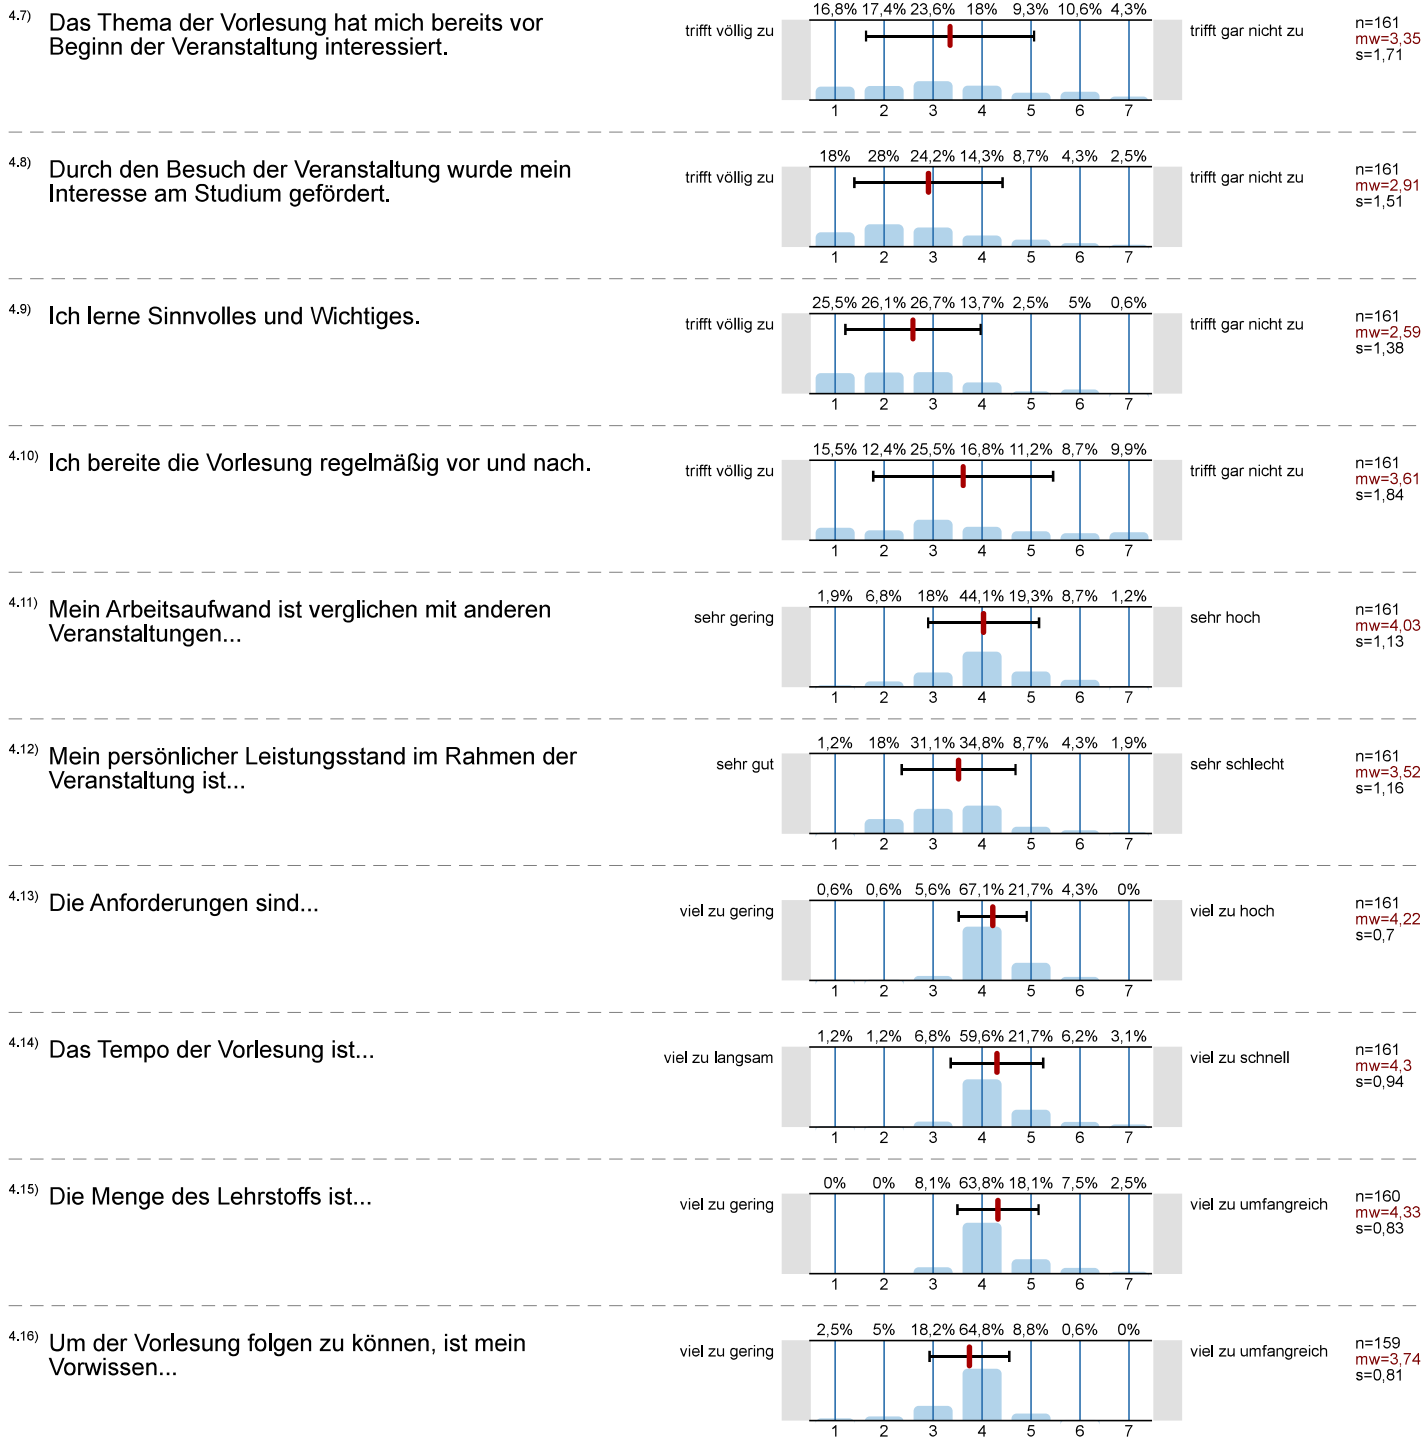 16,8% 17,4% 23,6% 18% 9,3% 10,6% 4,3%
4.7) Das Thema der Vorlesung hat mich bereits vor trifft völlig zu trifft gar nicht zu n=161
Beginn der Veranstaltung interessiert. mw=3,35
s=1,71
1 2 3 4 5 6 7
18% 28% 24,2% 14,3% 8,7% 4,3% 2,5%
4.8) Durch den Besuch der Veranstaltung wurde mein trifft völlig zu trifft gar nicht zu n=161
Interesse am Studium gefördert. mw=2,91
s=1,51
1 2 3 4 5 6 7
25,5% 26,1% 26,7% 13,7% 2,5% 5% 0,6%
4.9) Ich lerne Sinnvolles und Wichtiges. trifft völlig zu trifft gar nicht zu n=161
mw=2,59
s=1,38
1 2 3 4 5 6 7
15,5% 12,4% 25,5% 16,8% 11,2% 8,7% 9,9%
4.10) Ich bereite die Vorlesung regelmäßig vor und nach. trifft völlig zu trifft gar nicht zu n=161
mw=3,61
s=1,84
1 2 3 4 5 6 7
1,9% 6,8% 18% 44,1% 19,3% 8,7% 1,2%
4.11) Mein Arbeitsaufwand ist verglichen mit anderen sehr gering sehr hoch n=161
Veranstaltungen... mw=4,03
s=1,13
1 2 3 4 5 6 7
1,2% 18% 31,1% 34,8% 8,7% 4,3% 1,9%
4.12) Mein persönlicher Leistungsstand im Rahmen der sehr gut sehr schlecht n=161
Veranstaltung ist... mw=3,52
s=1,16
1 2 3 4 5 6 7
0,6% 0,6% 5,6% 67,1% 21,7% 4,3% 0%
4.13) Die Anforderungen sind... viel zu gering viel zu hoch n=161
mw=4,22
s=0,7
1 2 3 4 5 6 7
1,2% 1,2% 6,8% 59,6% 21,7% 6,2% 3,1%
4.14) Das Tempo der Vorlesung ist... viel zu langsam viel zu schnell n=161
mw=4,3
s=0,94
1 2 3 4 5 6 7
0% 0% 8,1% 63,8% 18,1% 7,5% 2,5%
4.15) Die Menge des Lehrstoffs ist... viel zu gering viel zu umfangreich n=160
mw=4,33
s=0,83
1 2 3 4 5 6 7
2,5% 5% 18,2% 64,8% 8,8% 0,6% 0%
4.16) Um der Vorlesung folgen zu können, ist mein viel zu gering viel zu umfangreich n=159
Vorwissen... mw=3,74
s=0,81
1 2 3 4 5 6 7